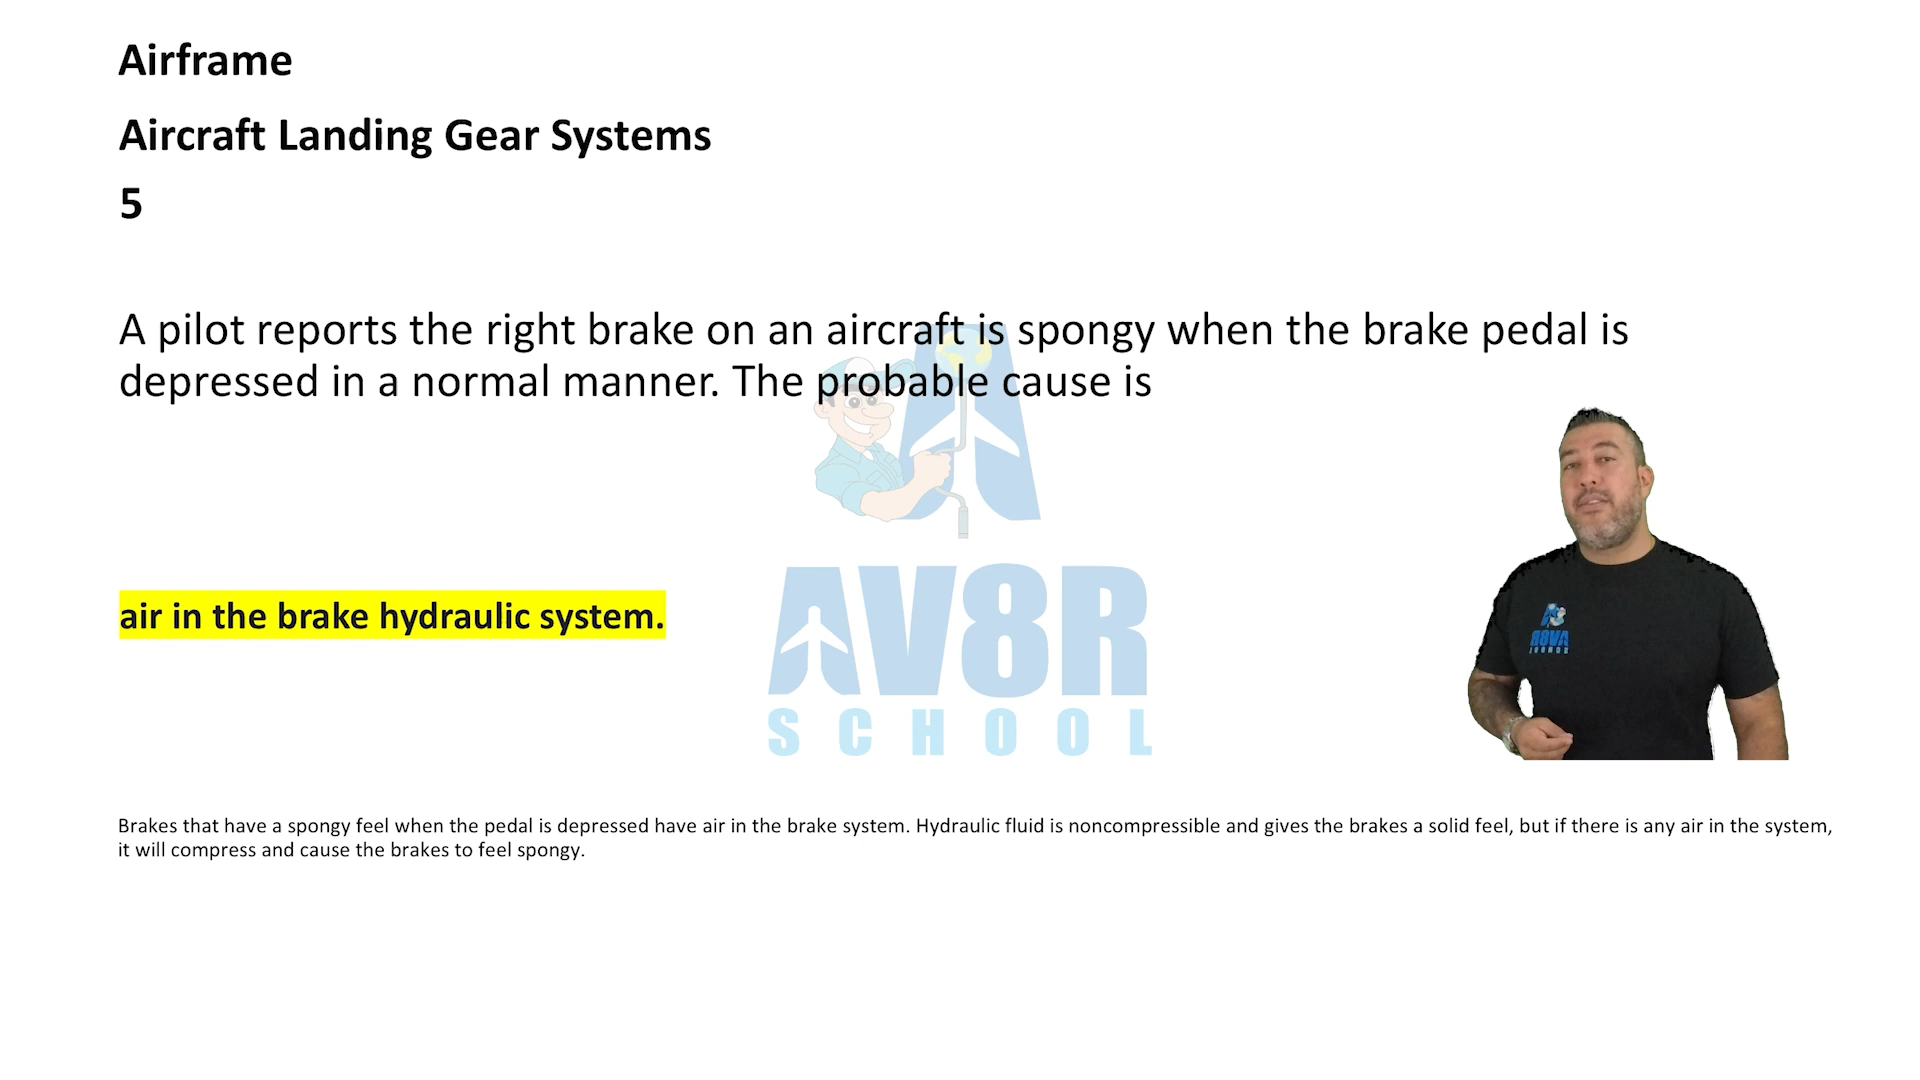 Airframe
Aircraft Landing Gear Systems
5
A pilot reports the right brake on an aircraft is spongy when the brake pedal is
depressed in a normal manner. The probable cause is
air in the brake hydraulic system.
AV8R
SCHOOL
AV8R
SCHOOL
Brakes that have a spongy feel when the pedal is depressed have air in the brake system. Hydraulic fluid is noncompressible and gives the brakes a solid feel, but if there is any air in the system,
it will compress and cause the brakes to feel spongy.